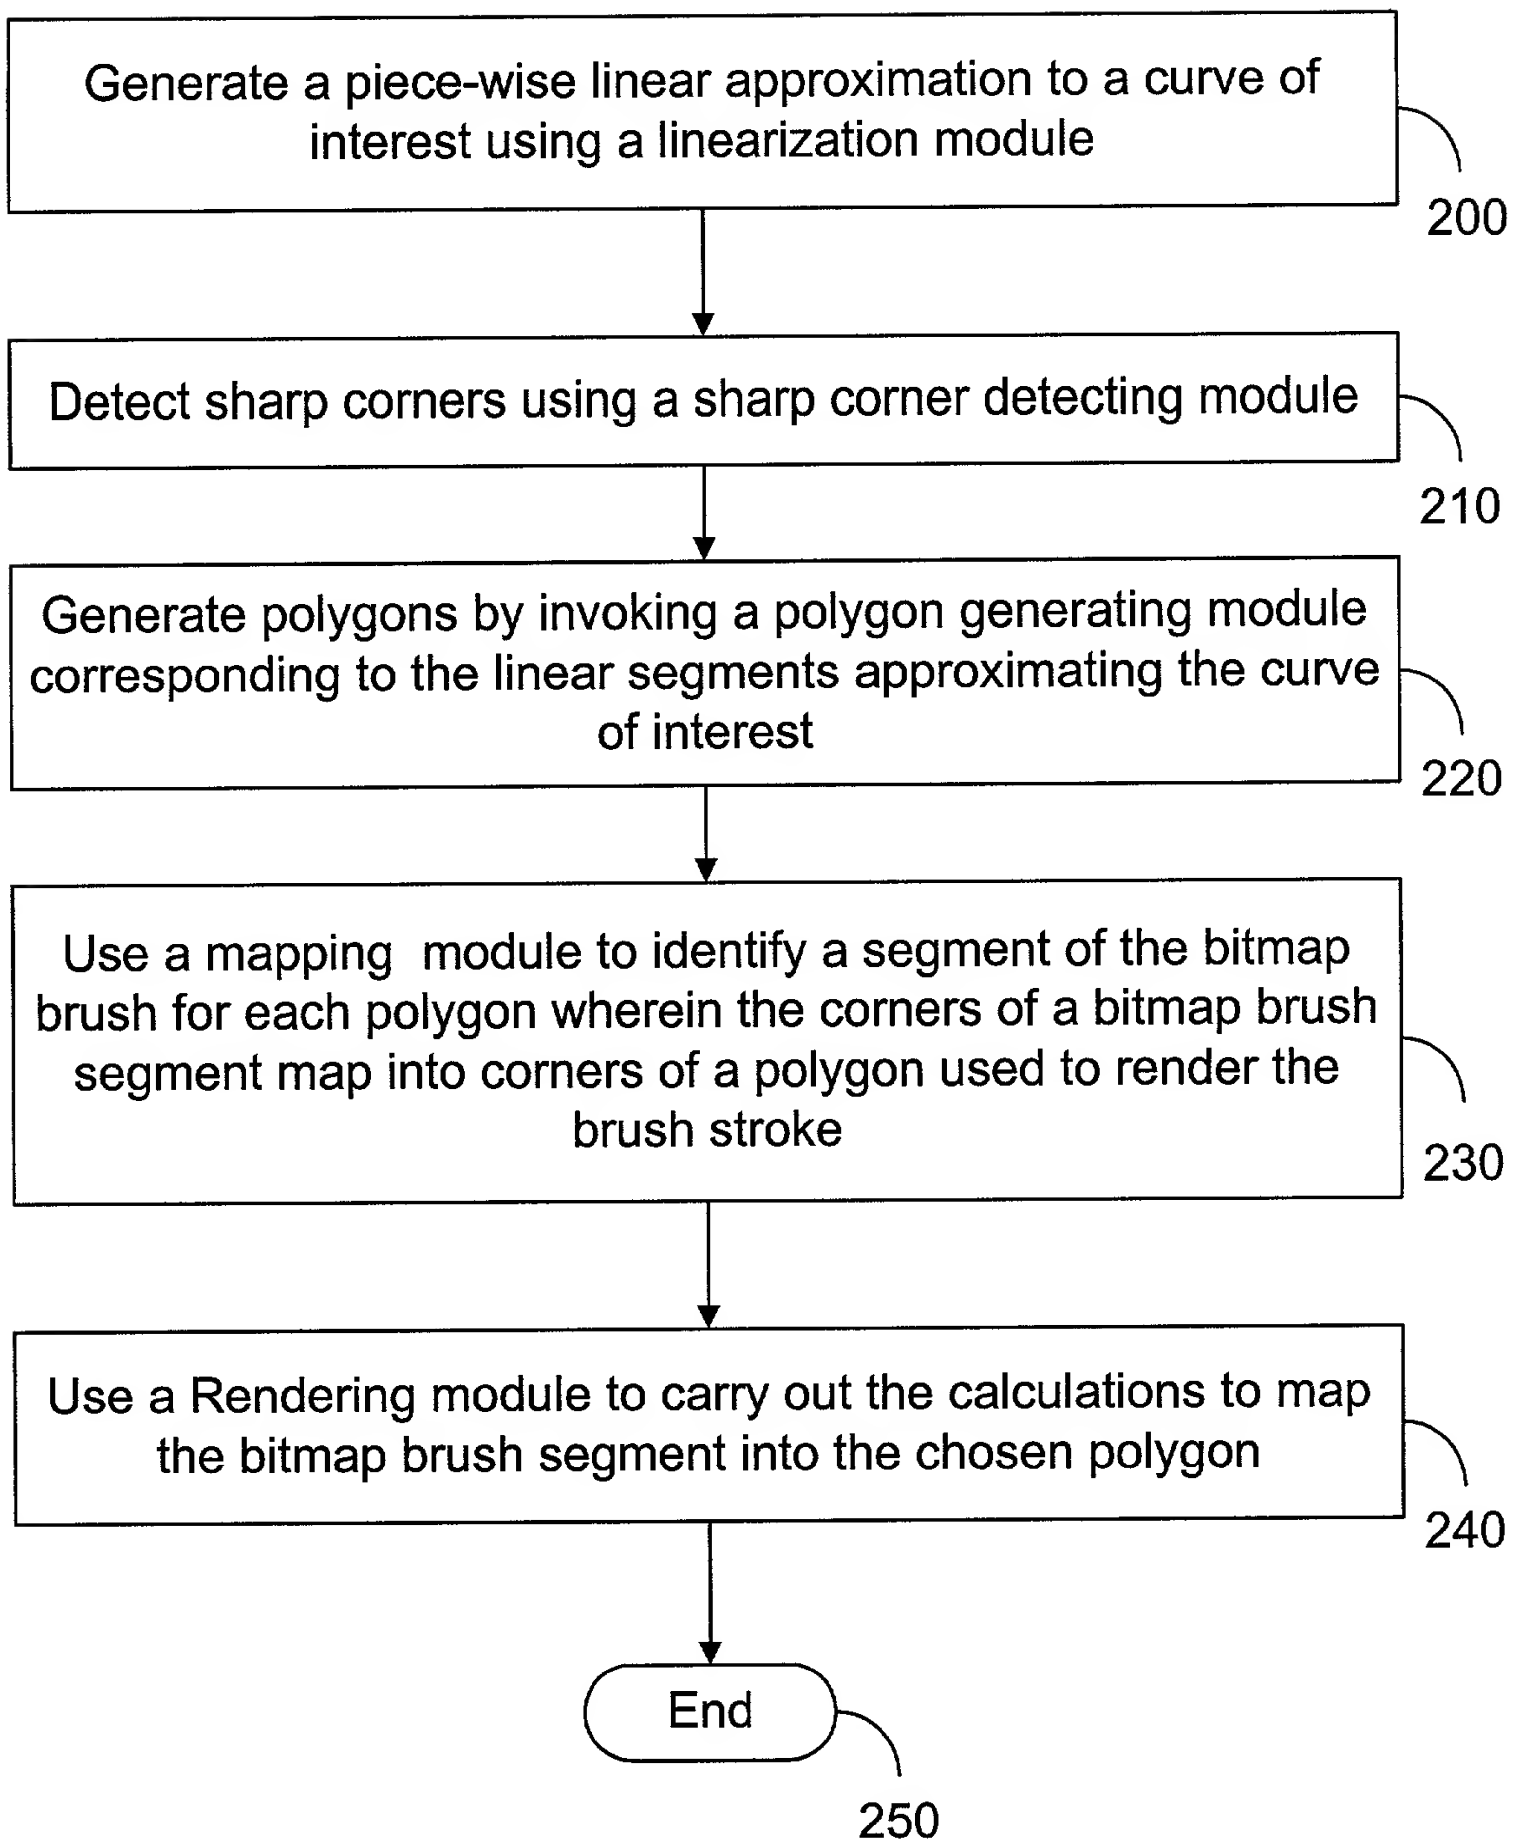 Generate a piece-wise linear approximation to a curve of
interest using a linearization module
200
Detect sharp corners using a sharp corner detecting module
210
Generate polygons by invoking a polygon generating module
corresponding to the linear segments approximating the curve
of interest
220
Use a mapping module to identify a segment of the bitmap
brush for each polygon wherein the corners of a bitmap brush
segment map into corners of a polygon used to render the
brush stroke
230
Use a Rendering module to carry out the calculations to map
the bitmap brush segment into the chosen polygon
240
End
250